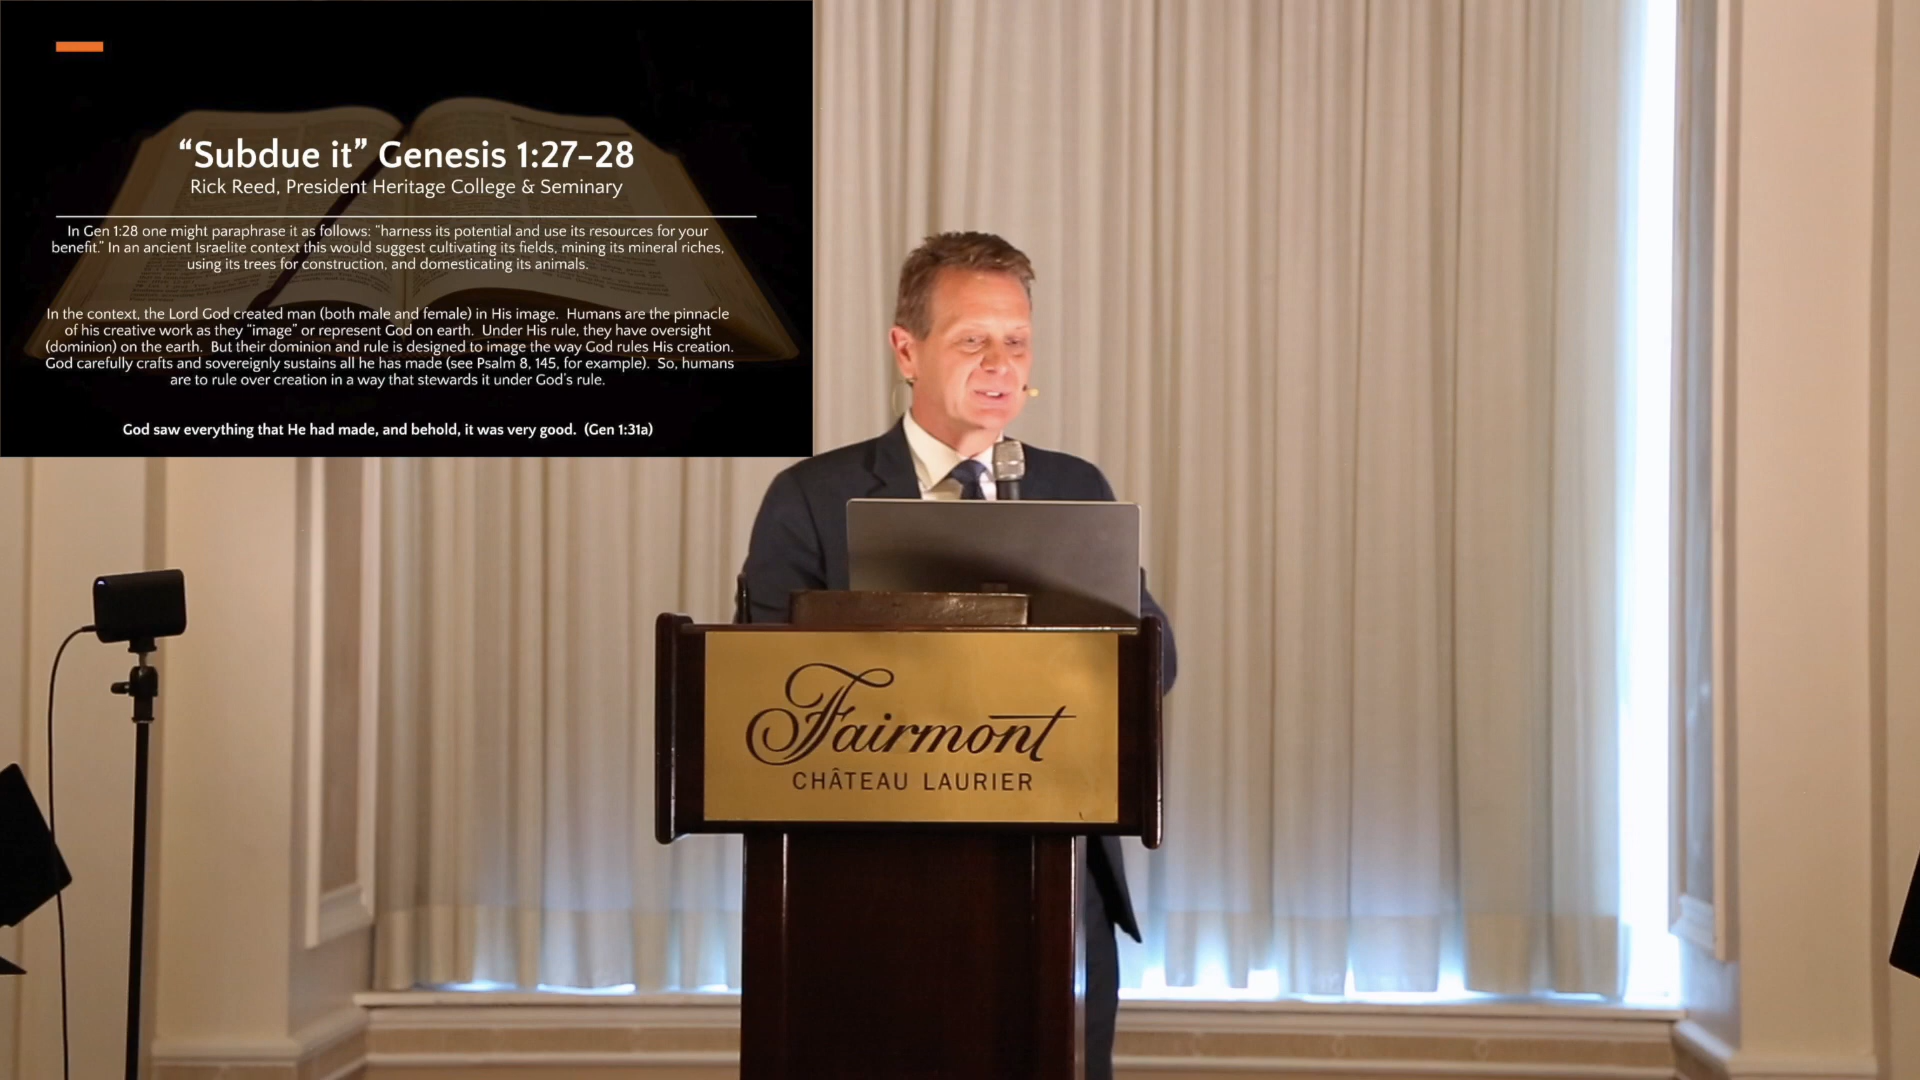 “Subdue it” Genesis 1:27-28
Rick Reed, President Heritage College & Seminary
In Gen 1:28 one might paraphrase it as follows: "harness its potential and use its resources for your
benefit." In an ancient Israelite context this would suggest cultivating its fields, mining its mineral riches,
using its trees for construction, and domesticating its animals.
In the context, the Lord God created man (both male and female) in His image. Humans are the pinnacle
of his creative work as they “image” or represent God on earth. Under His rule, they have oversight
(dominion) on the earth. But their dominion and rule is designed to image the way God rules His creation.
God carefully crafts and sovereignly sustains all he has made (see Psalm 8, 145, for example). So, humans
are to rule over creation in a way that stewards it under God's rule.
God saw everything that He had made, and behold, it was very good. (Gen 1:31a)
Fairmont
CHÂTEAU LAURIER